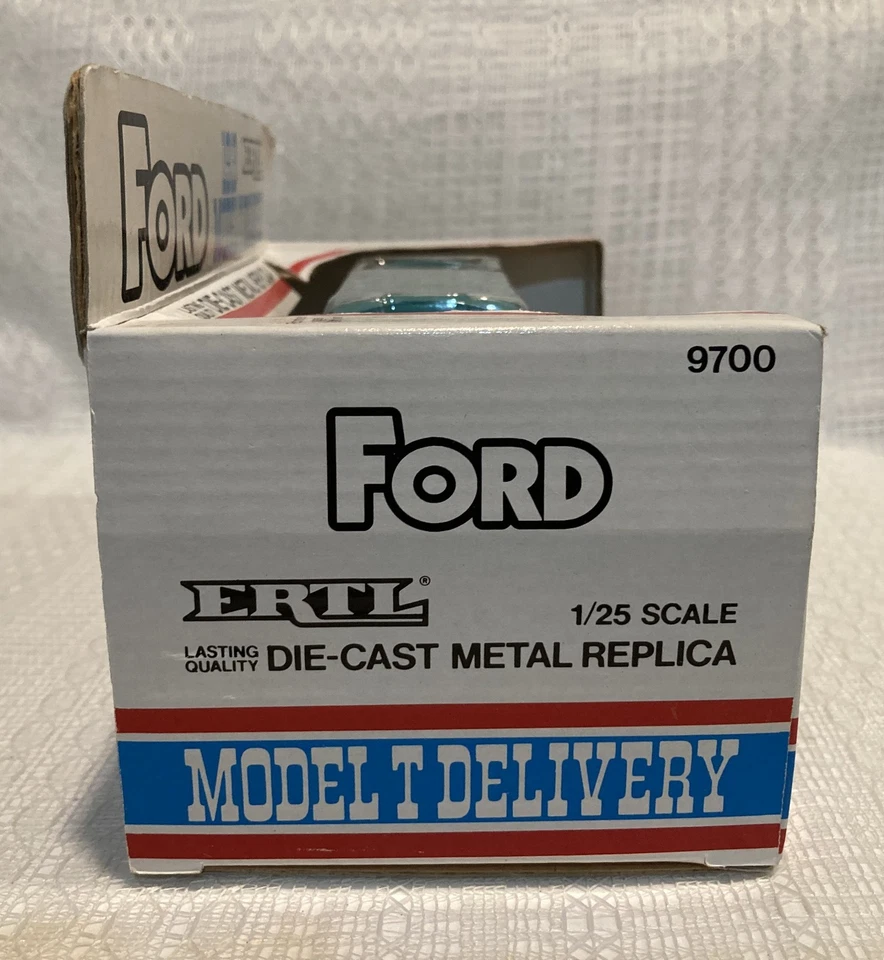 FORD
9700
FORD
ERTL®
1/25 SCALE
LASTING QUALITY DIE-CAST METAL REPLICA
MODEL T DELIVERY